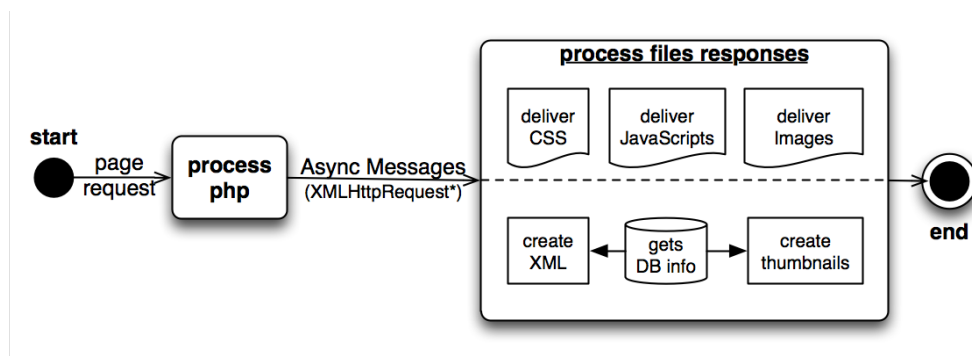 process files responses
deliver
CSS
deliver
JavaScripts
deliver
Images
start
page
request
process
php
Async Messages
(XMLHttpRequest*)
end
create
XML
gets
DB info
create
thumbnails